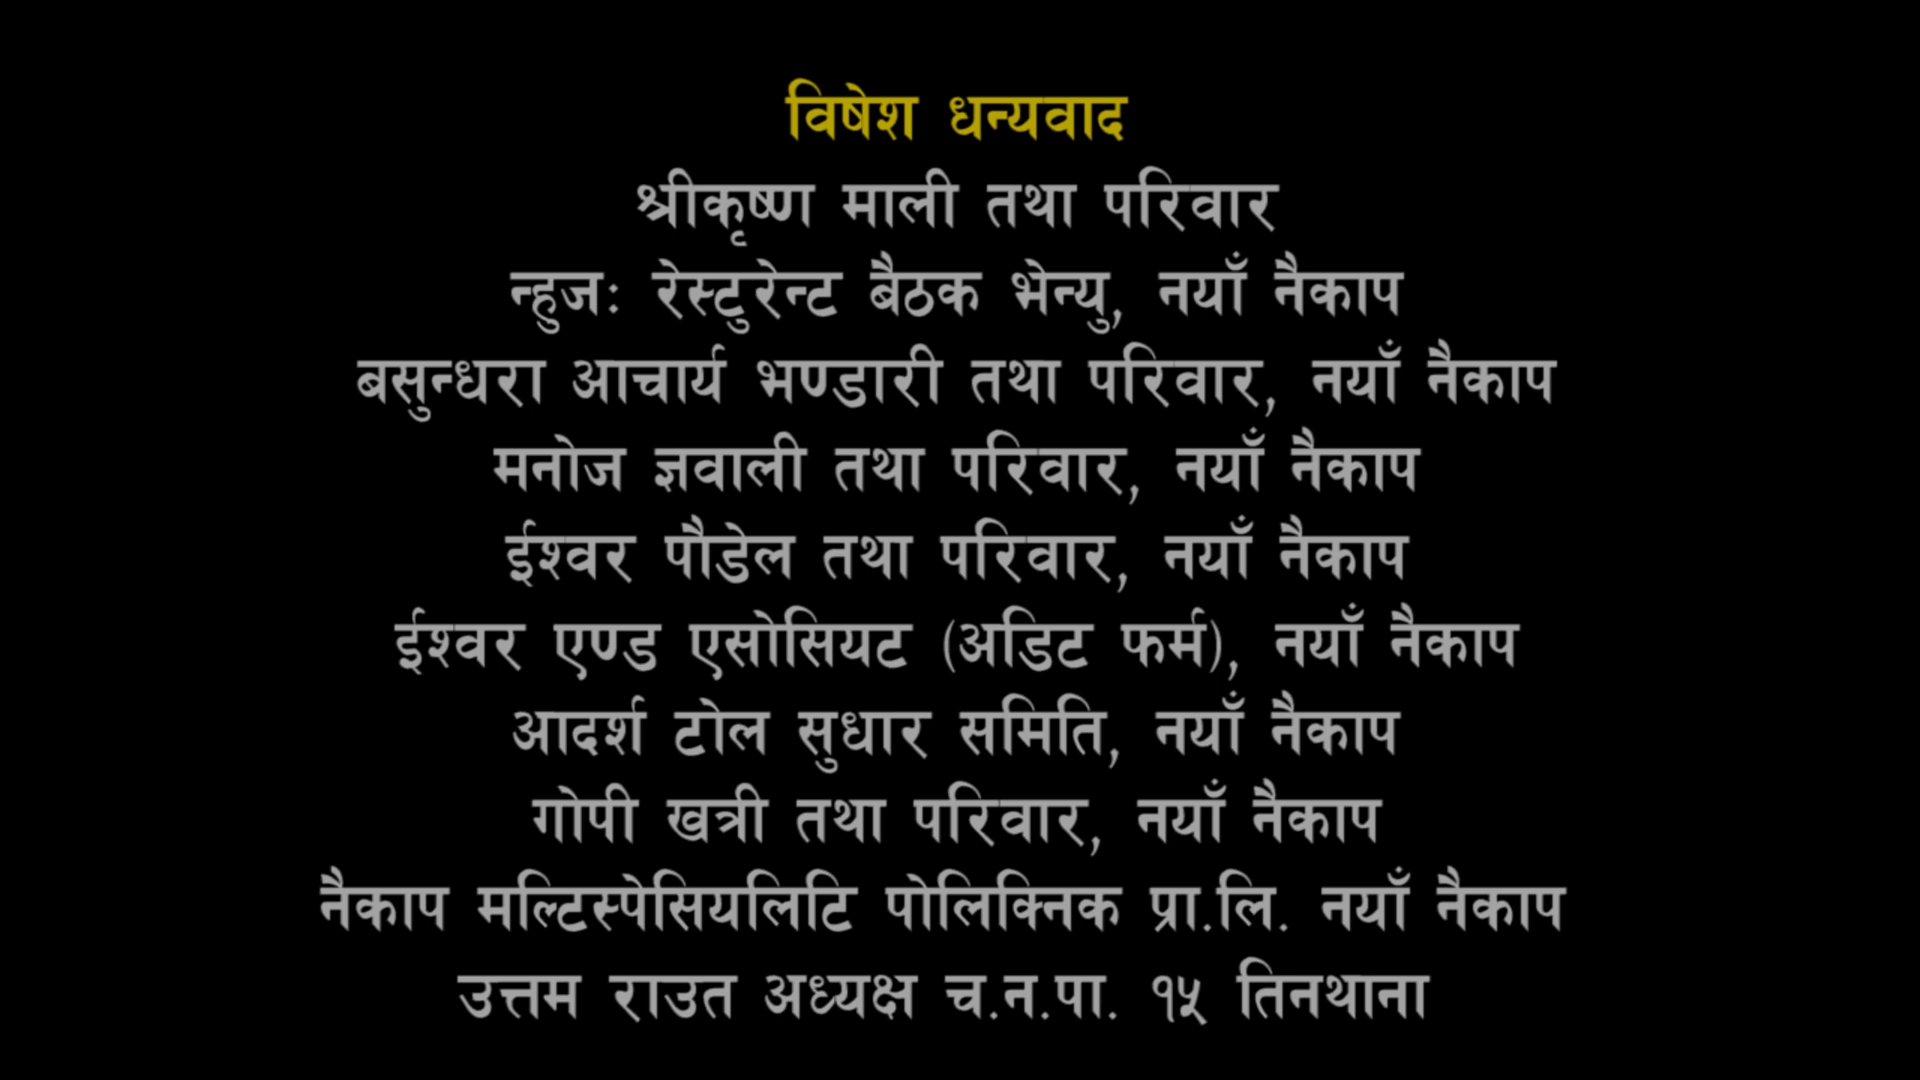 विषेश धन्यवाद
श्रीकृष्ण माली तथा परिवार
न्हुजः रेस्टुरेन्ट बैठक भेन्यु, नयाँ नैकाप
बसुन्धरा आचार्य भण्डारी तथा परिवार, नयाँ नैकाप
मनोज ज्ञवाली तथा परिवार, नयाँ नैकाप
ईश्वर पौडेल तथा परिवार, नयाँ नैकाप
ईश्वर एण्ड एसोसियट (अडिट फर्म), नयाँ नैकाप
आदर्श टोल सुधार समिति, नयाँ नैकाप
गोपी खत्री तथा परिवार, नयाँ नैकाप
नैकाप मल्टिस्पेसियलिटि पोलिक्निक प्रा.लि. नयाँ नैकाप
उत्तम राउत अध्यक्ष च.न.पा. १५ तिनथाना